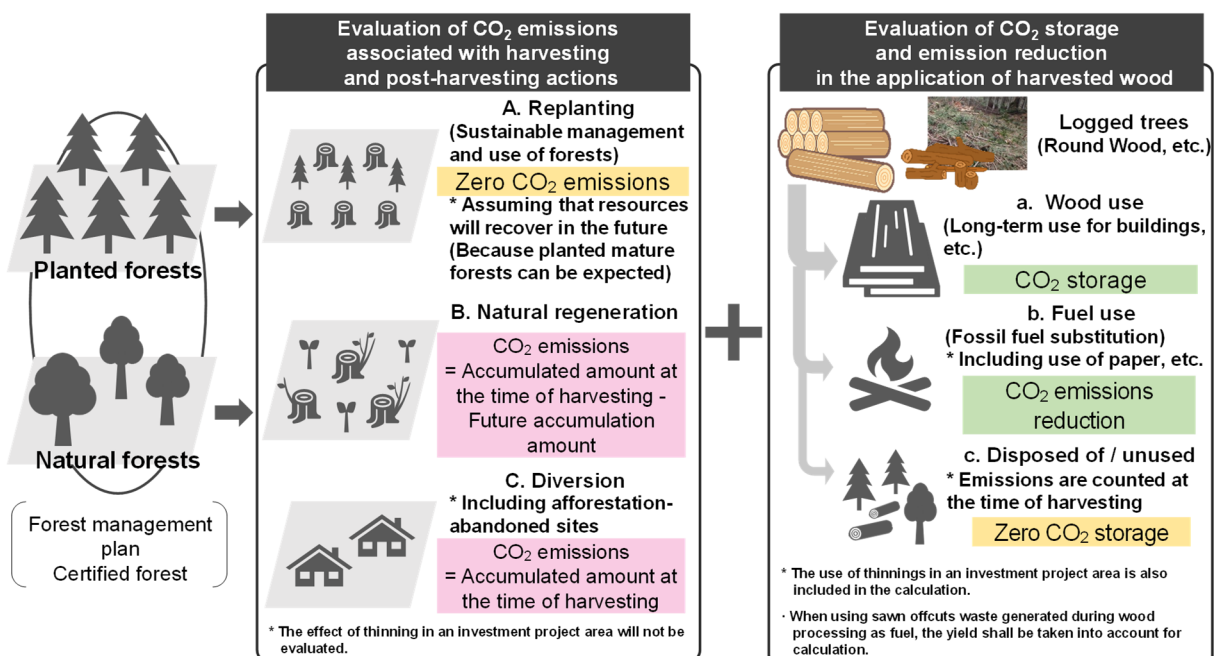 Planted forests
Natural forests
Forest management
plan
Certified forest
Evaluation of CO₂ emissions
associated with harvesting
and post-harvesting actions
A. Replanting
(Sustainable management
and use of forests)
Zero CO₂ emissions
* Assuming that resources
will recover in the future
(Because planted mature
forests can be expected)
B. Natural regeneration
CO₂ emissions
= Accumulated amount at
the time of harvesting -
Future accumulation
amount
C. Diversion
* Including afforestation-
abandoned sites
CO₂ emissions
= Accumulated amount at
the time of harvesting
* The effect of thinning in an investment project area will not be
evaluated.
+
Evaluation of CO₂ storage
and emission reduction
in the application of harvested wood
Logged trees
(Round Wood, etc.)
a. Wood use
(Long-term use for buildings,
etc.)
CO₂ storage
b. Fuel use
(Fossil fuel substitution)
* Including use of paper, etc.
CO₂ emissions
reduction
c. Disposed of / unused
* Emissions are counted at
the time of harvesting
Zero CO₂ storage
* The use of thinnings in an investment project area is also
included in the calculation.
· When using sawn offcuts waste generated during wood
processing as fuel, the yield shall be taken into account for
calculation.